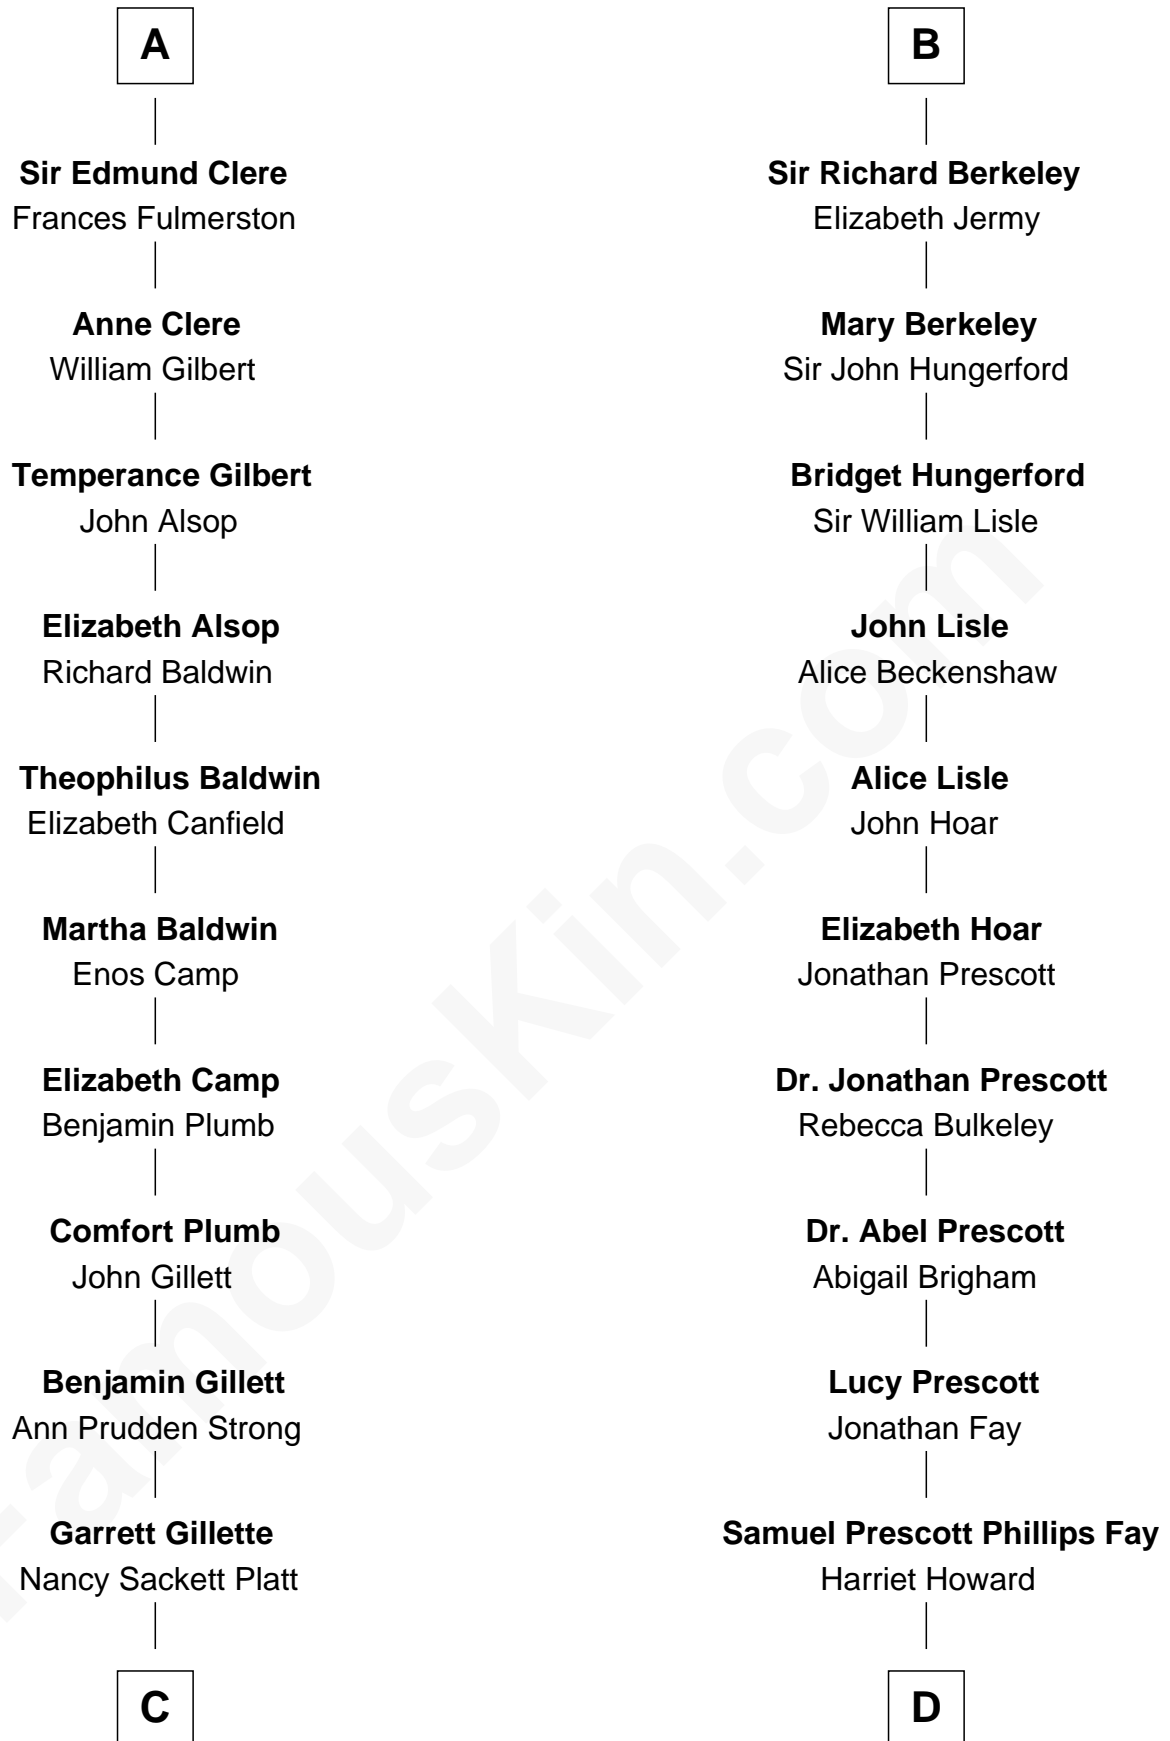 A
Sir Edmund Clere
Frances Fulmerston
Anne Clere
William Gilbert
Temperance Gilbert
John Alsop
Elizabeth Alsop
Richard Baldwin
Theophilus Baldwin
Elizabeth Canfield
Martha Baldwin
Enos Camp
Elizabeth Camp
Benjamin Plumb
Comfort Plumb
John Gillett
Benjamin Gillett
Ann Prudden Strong
Garrett Gillette
Nancy Sackett Platt
C
B
Sir Richard Berkeley
Elizabeth Jermy
Mary Berkeley
Sir John Hungerford
Bridget Hungerford
Sir William Lisle
John Lisle
Alice Beckenshaw
Alice Lisle
John Hoar
Elizabeth Hoar
Jonathan Prescott
Dr. Jonathan Prescott
Rebecca Bulkeley
Dr. Abel Prescott
Abigail Brigham
Lucy Prescott
Jonathan Fay
Samuel Prescott Phillips Fay
Harriet Howard
D
FamousKin.com